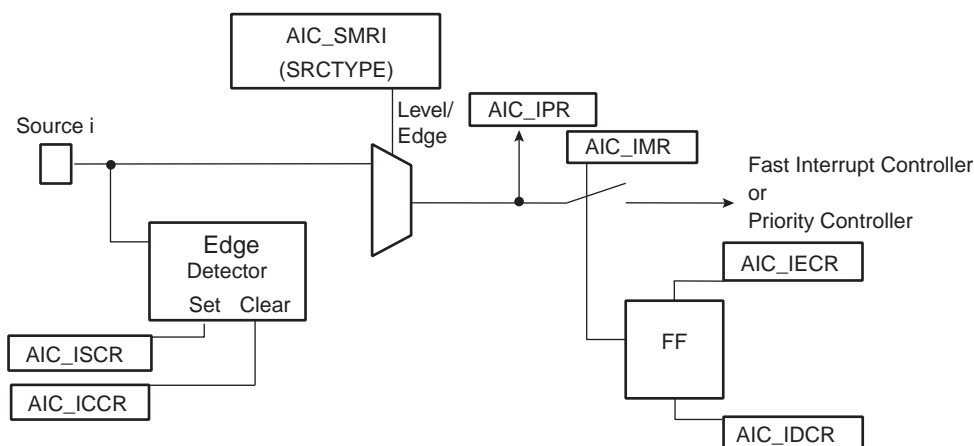 AIC_SMRI
(SRCTYPE)
Level/
Edge
AIC_IPR
AIC_IMR
Source i
Fast Interrupt Controller
or
Priority Controller
Edge
Detector
Set Clear
AIC_IECR
FF
AIC_ISCR
AIC_ICCR
AIC_IDCR